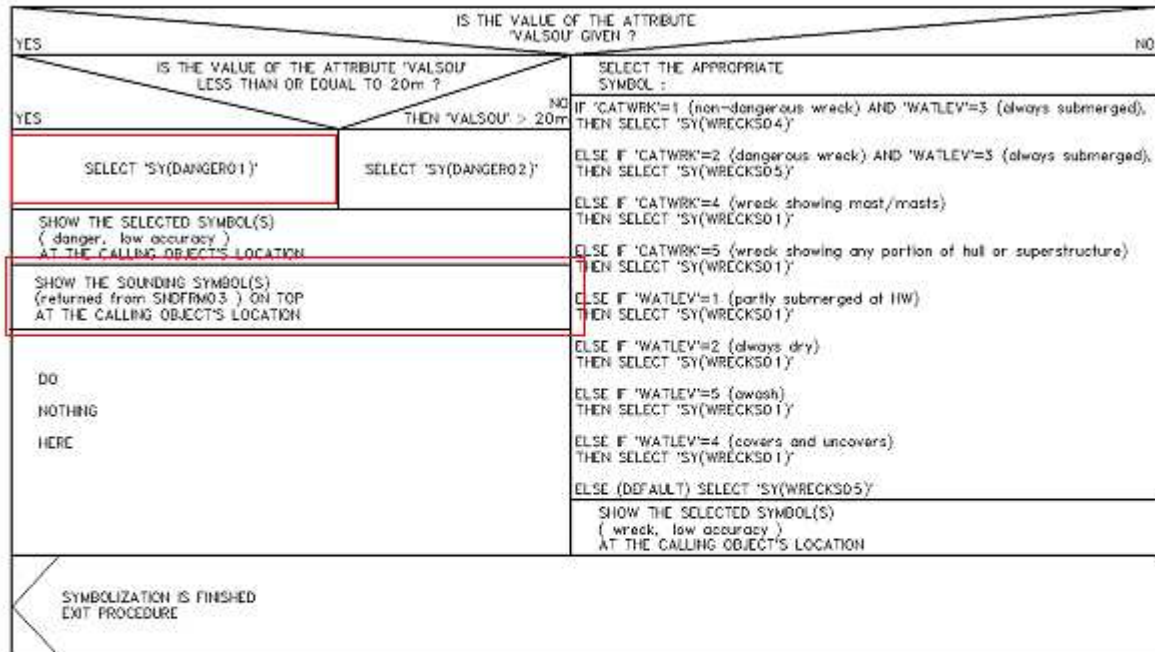 IS THE VALUE OF THE ATTRIBUTE
'VALSOU' GIVEN ?
YES
NO
IS THE VALUE OF THE ATTRIBUTE 'VALSOU'
LESS THAN OR EQUAL TO 20m ?
YES
NO
THEN 'VALSOU' > 20m
SELECT 'SY(DANGER01)'
SELECT 'SY(DANGER02)'
SHOW THE SELECTED SYMBOL(S)
( danger, low accuracy )
AT THE CALLING OBJECT'S LOCATION
SHOW THE SOUNDING SYMBOL(S)
(returned from SNDFRM03 ) ON TOP
AT THE CALLING OBJECT'S LOCATION
DO
NOTHING
HERE
SELECT THE APPROPRIATE
SYMBOL :
IF 'CATWRK'=1 (non-dangerous wreck) AND 'WATLEV'=3 (always submerged),
THEN SELECT 'SY(WRECKS04)'
ELSE IF 'CATWRK'=2 (dangerous wreck) AND 'WATLEV'=3 (always submerged),
THEN SELECT 'SY(WRECKS05)'
ELSE IF 'CATWRK'=4 (wreck showing mast/masts)
THEN SELECT 'SY(WRECKS01)'
ELSE IF 'CATWRK'=5 (wreck showing any portion of hull or superstructure)
THEN SELECT 'SY(WRECKS01)'
ELSE IF 'WATLEV'=1 (partly submerged at HW)
THEN SELECT 'SY(WRECKS01)'
ELSE IF 'WATLEV'=2 (always dry)
THEN SELECT 'SY(WRECKS01)'
ELSE IF 'WATLEV'=5 (awash)
THEN SELECT 'SY(WRECKS01)'
ELSE IF 'WATLEV'=4 (covers and uncovers)
THEN SELECT 'SY(WRECKS01)'
ELSE (DEFAULT) SELECT 'SY(WRECKS05)'
SHOW THE SELECTED SYMBOL(S)
( wreck, low accuracy )
AT THE CALLING OBJECT'S LOCATION
SYMBOLIZATION IS FINISHED
EXIT PROCEDURE